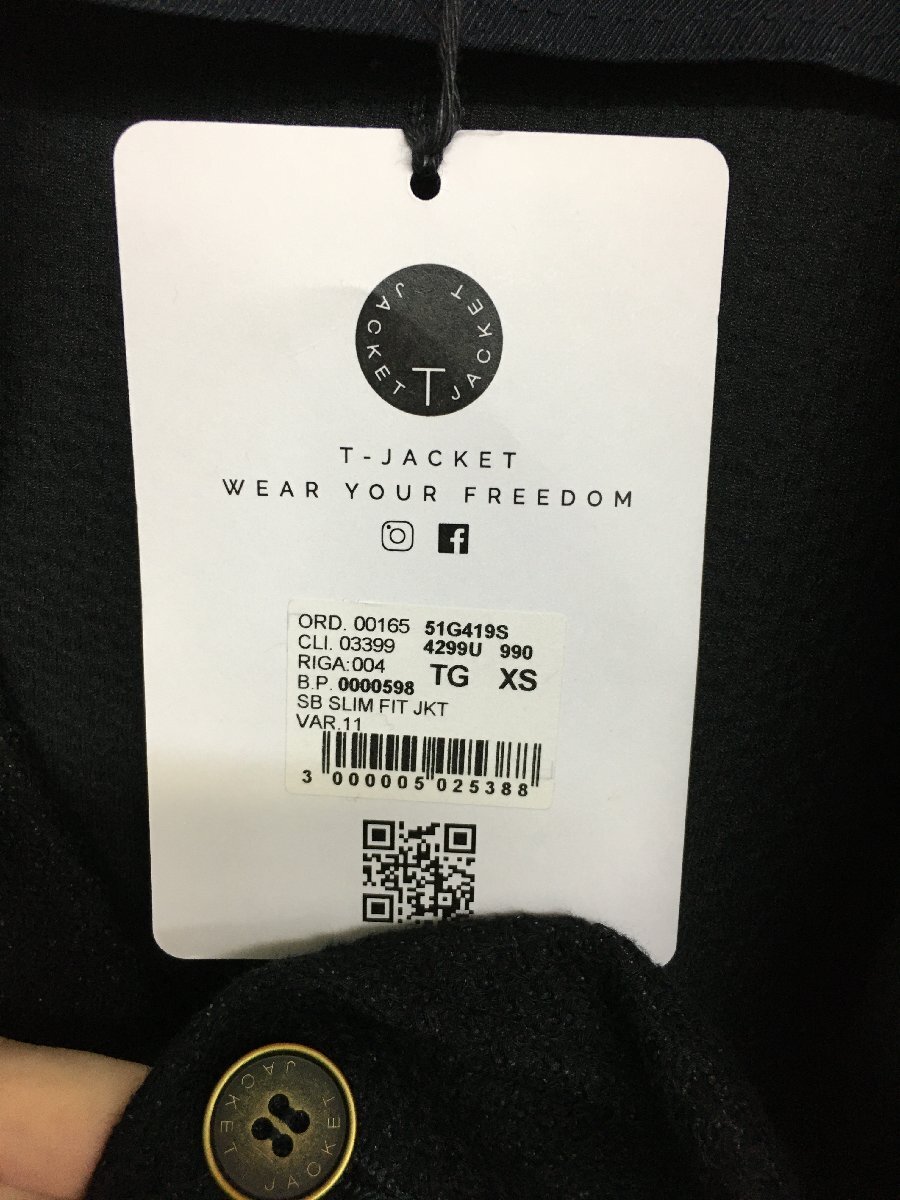 T JACKET
JACKET
T-JACKET
WEAR YOUR FREEDOM
ORD. 00165 51G419S
CLI. 03399 4299U 990
RIGA:004 TG XS
B.P. 0000598
SB SLIM FIT JKT
VAR.11
3 000005 025388
T JACKET
JACKET